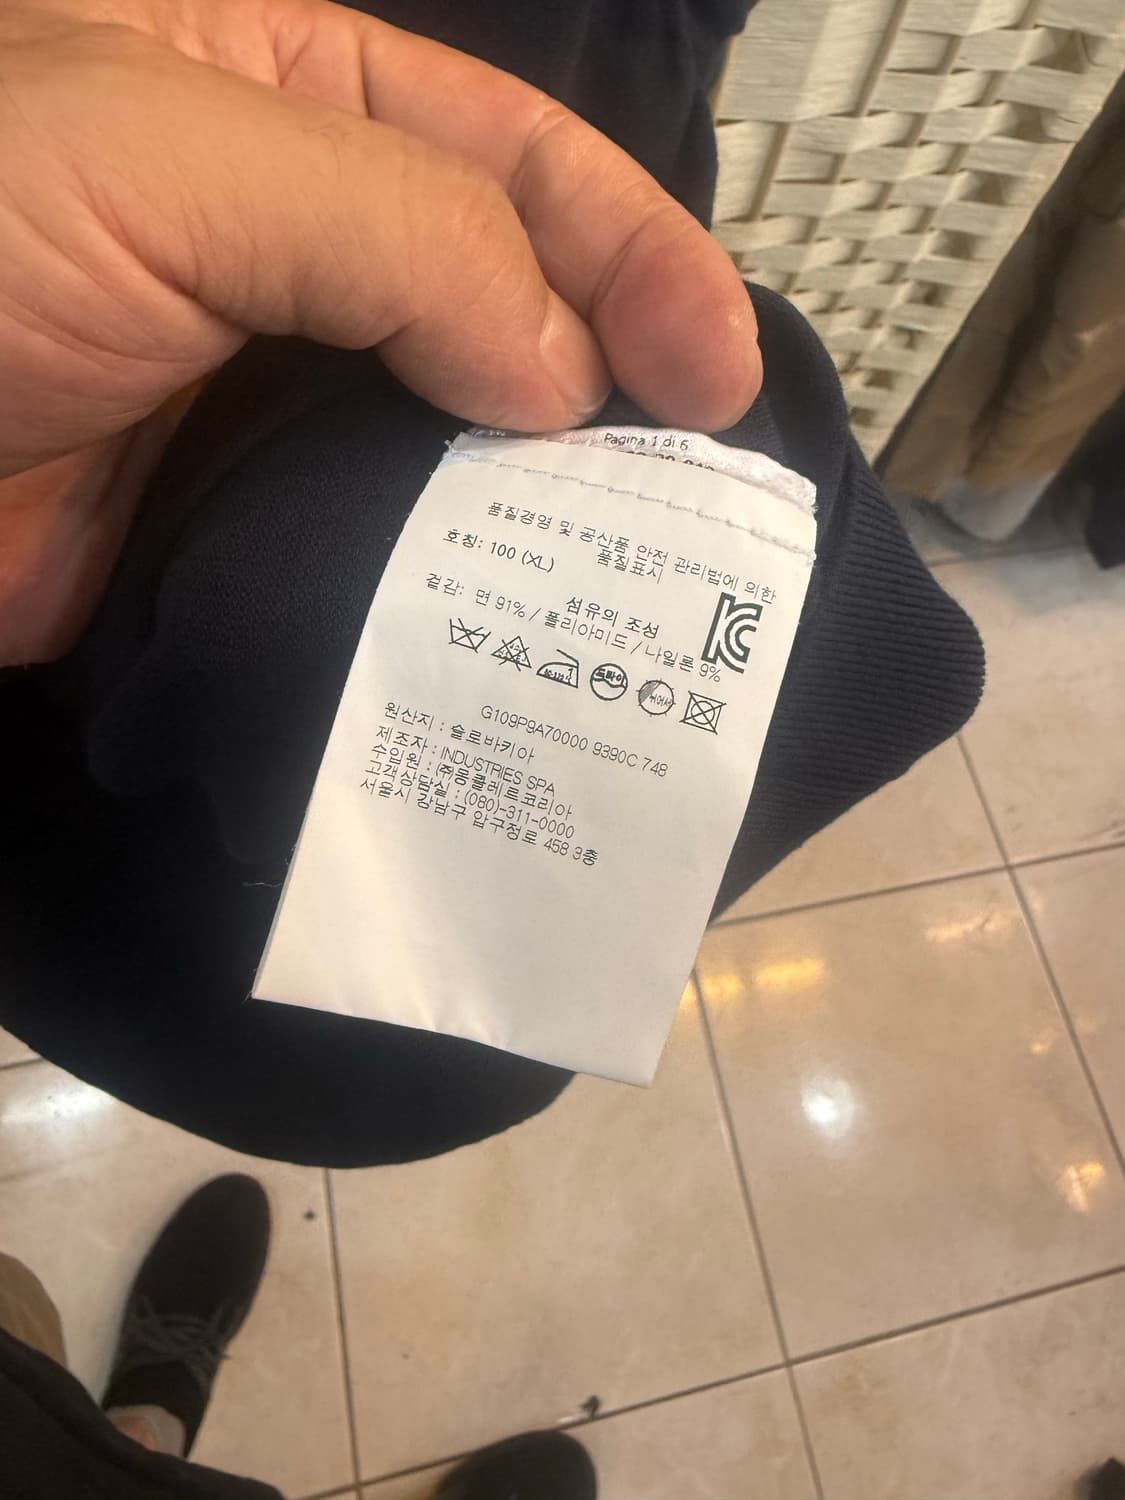 Pagina 1 di 6
품질경영 및 공산품 안전 관리법에 의한
품질표시
호칭: 100 (XL)
섬유의 조성
겉감: 면 91% / 폴리아미드 / 나일론 9%
드라이
G109P9A70000 9390C 748
원산지 : 슬로바키아
제조자 : INDUSTRIES SPA
수입원 : (주)몽클레르코리아
고객상담실 : (080)-311-0000
서울시 강남구 압구정로 458 3층